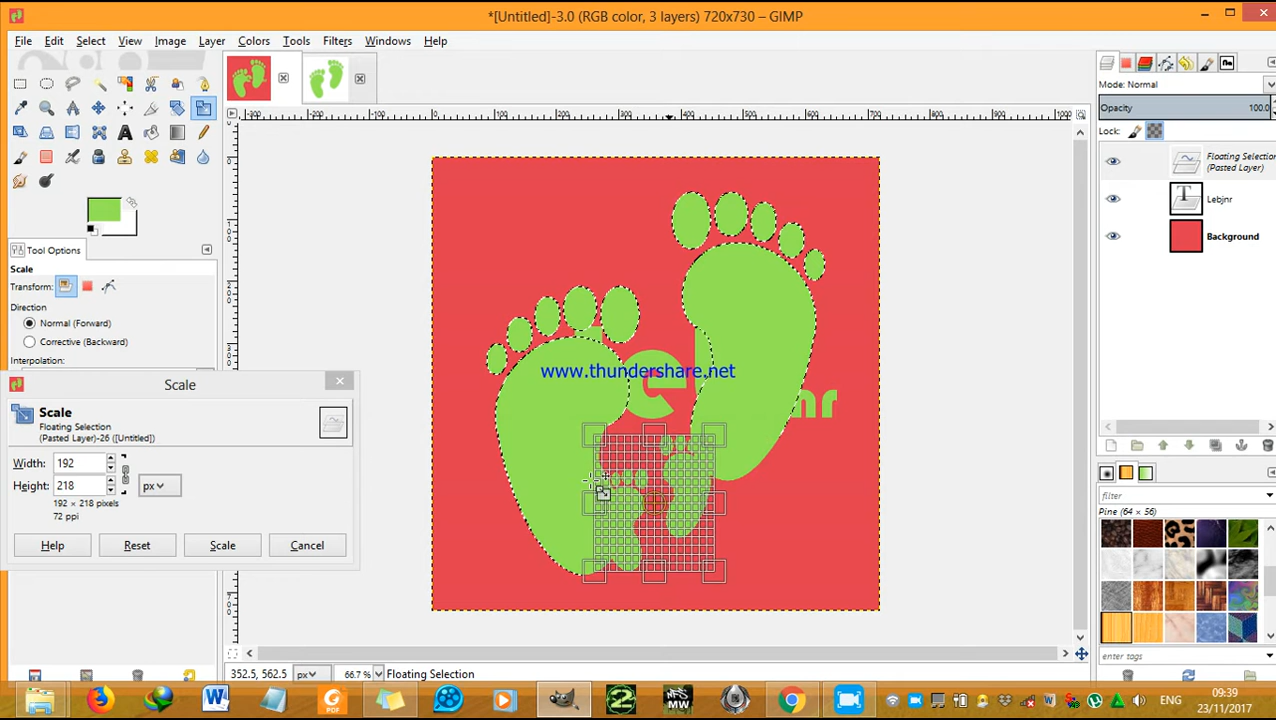 *[Untitled]-3.0 (RGB color, 3 layers) 720x730 – GIMP
File Edit Select View Image Layer Colors Tools Filters Windows Help
Mode: Normal
Opacity 100.0
Lock:
Floating Selection
(Pasted Layer)
Lebjnr
Background
Tool Options
Scale
Transform:
Direction
Normal (Forward)
Corrective (Backward)
Interpolation:
Scale
Scale
Floating Selection
(Pasted Layer)-26 ([Untitled])
Width: 192
Height: 218 px
192 × 218 pixels
72 ppi
Help Reset Scale Cancel
www.thundershare.net
e nr
filter
Pine (64 × 56)
enter tags
352.5, 562.5 px 66.7 % Floating Selection
ENG
09:39
23/11/2017